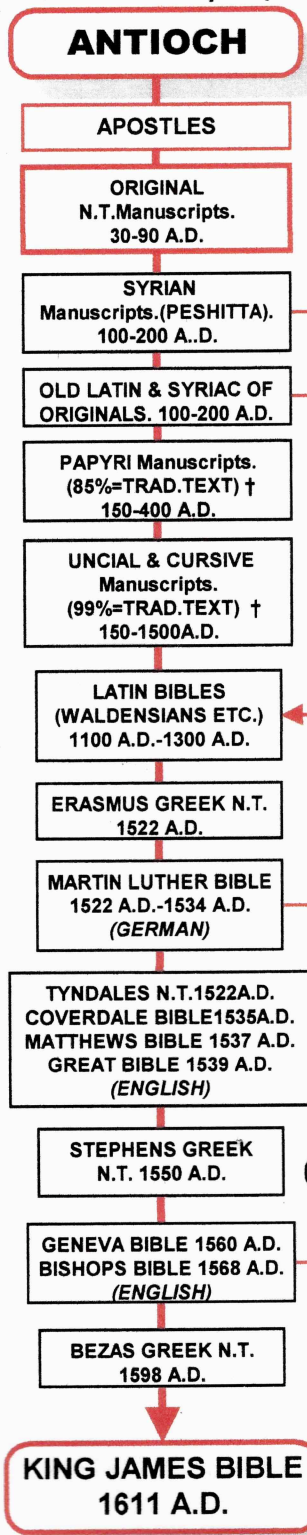 ANTIOCH
APOSTLES
ORIGINAL
N.T.Manuscripts.
30-90 A.D.
SYRIAN
Manuscripts.(PESHITTA).
100-200 A..D.
OLD LATIN & SYRIAC OF
ORIGINALS. 100-200 A.D.
PAPYRI Manuscripts.
(85%=TRAD.TEXT) †
150-400 A.D.
UNCIAL & CURSIVE
Manuscripts.
(99%=TRAD.TEXT) †
150-1500A.D.
LATIN BIBLES
(WALDENSIANS ETC.)
1100 A.D.-1300 A.D.
ERASMUS GREEK N.T.
1522 A.D.
MARTIN LUTHER BIBLE
1522 A.D.-1534 A.D.
(GERMAN)
TYNDALES N.T.1522A.D.
COVERDALE BIBLE1535A.D.
MATTHEWS BIBLE 1537 A.D.
GREAT BIBLE 1539 A.D.
(ENGLISH)
STEPHENS GREEK
N.T. 1550 A.D.
GENEVA BIBLE 1560 A.D.
BISHOPS BIBLE 1568 A.D.
(ENGLISH)
BEZAS GREEK N.T.
1598 A.D.
KING JAMES BIBLE
1611 A.D.